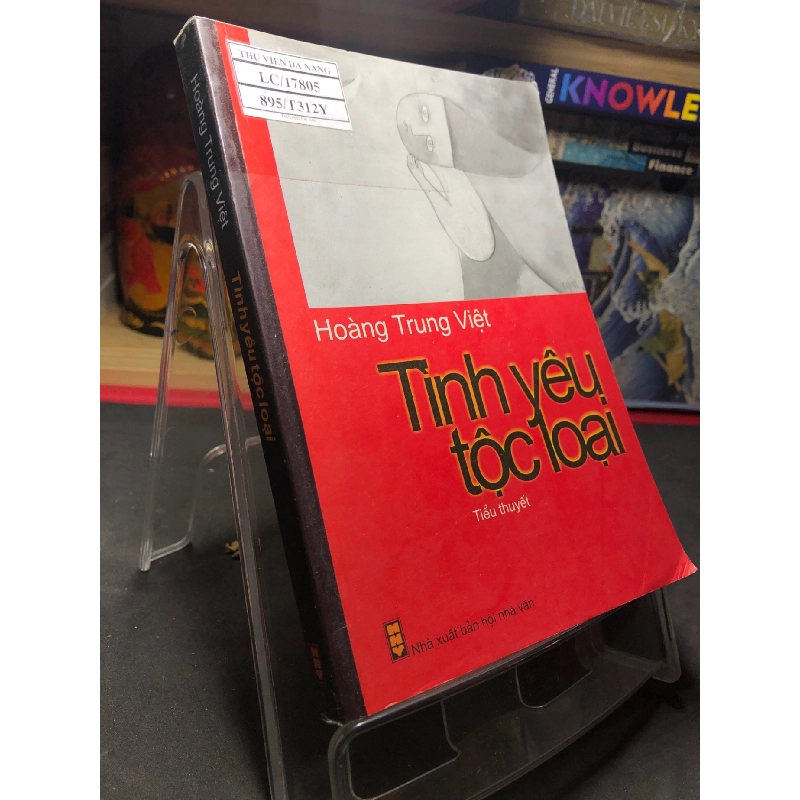 THƯ VIỆN ĐÀ NẴNG
LC/17805
895/T312Y
Hoàng Trung Việt
Tình yêu tộc loại
Hoàng Trung Việt
Tình yêu
tộc loại
Tiểu thuyết
Nhà xuất bản hội nhà văn
GENERAL
KNOWLE
Business
Finance